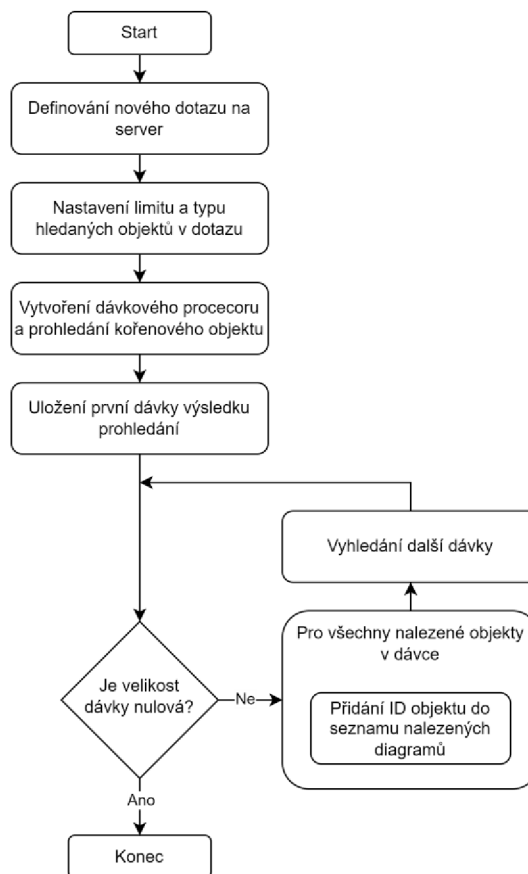 Start
Definování nového dotazu na
server
Nastavení limitu a typu
hledaných objektů v dotazu
Vytvoření dávkového procecoru
a prohledání kořenového objektu
Uložení první dávky výsledku
prohledání
Vyhledání další dávky
Pro všechny nalezené objekty
v dávce
Přidání ID objektu do
seznamu nalezených
diagramů
Je velikost
dávky nulová?
Ne
Ano
Konec